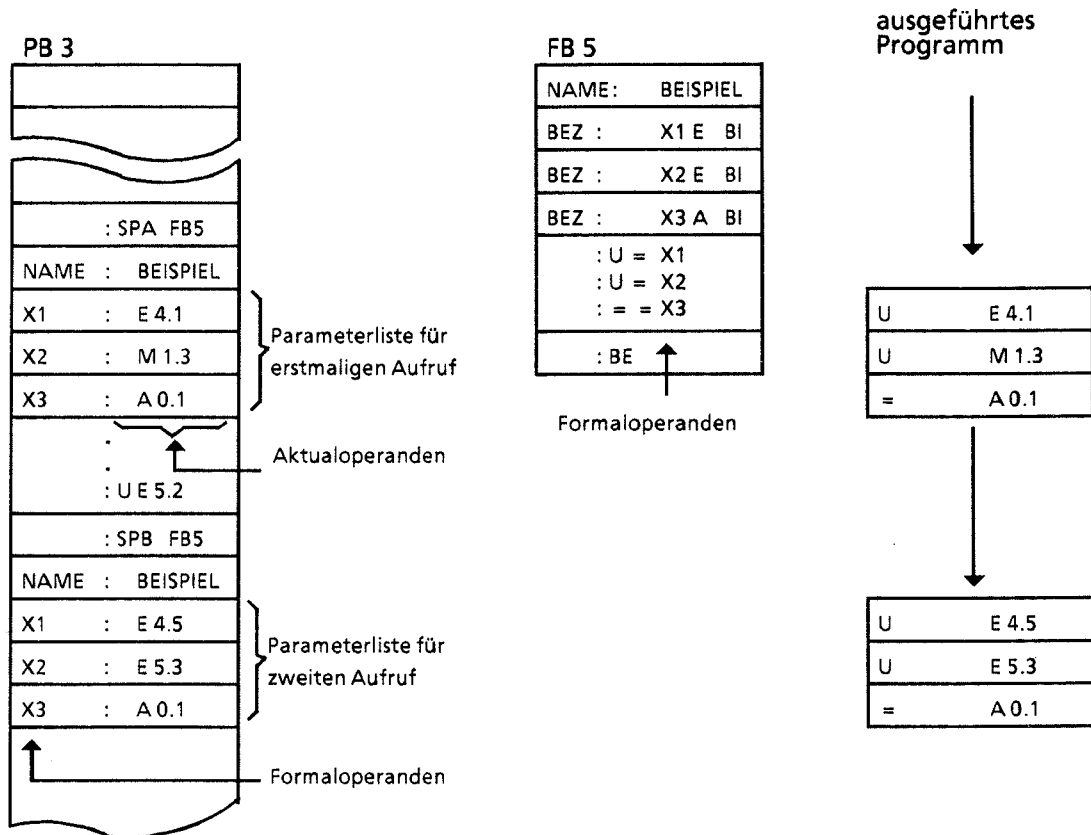 PB 3
: SPA FB5
NAME : BEISPIEL
X1 : E 4.1
X2 : M 1.3
X3 : A 0.1
.
.
: U E 5.2
: SPB FB5
NAME : BEISPIEL
X1 : E 4.5
X2 : E 5.3
X3 : A 0.1
Parameterliste für
erstmaligen Aufruf
Aktualoperanden
Parameterliste für
zweiten Aufruf
Formaloperanden
FB 5
NAME: BEISPIEL
BEZ : X1 E BI
BEZ : X2 E BI
BEZ : X3 A BI
: U = X1
: U = X2
: = = X3
: BE
Formaloperanden
ausgeführtes
Programm
U E 4.1
U M 1.3
= A 0.1
U E 4.5
U E 5.3
= A 0.1